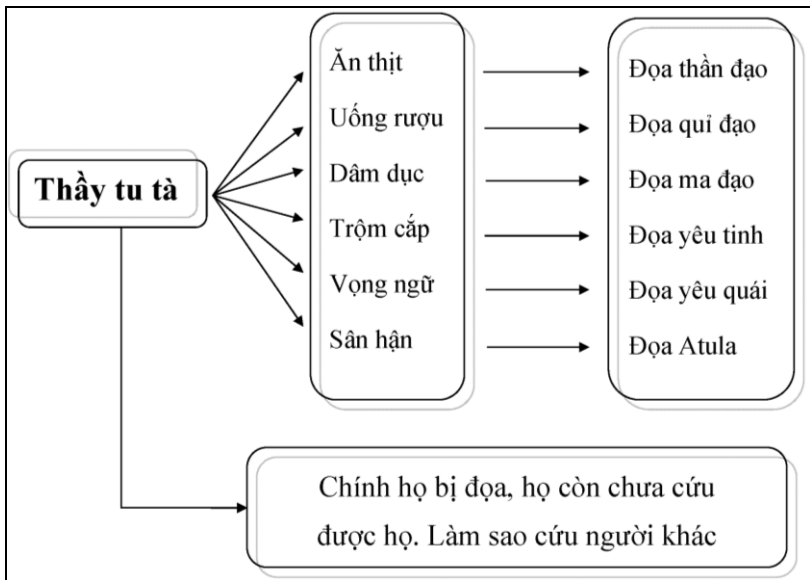 Thầy tu tà
Ăn thịt
Uống rượu
Dâm dục
Trộm cắp
Vọng ngữ
Sân hận
Đọa thần đạo
Đọa quỉ đạo
Đọa ma đạo
Đọa yêu tinh
Đọa yêu quái
Đọa Atula
Chính họ bị đọa, họ còn chưa cứu
được họ. Làm sao cứu người khác